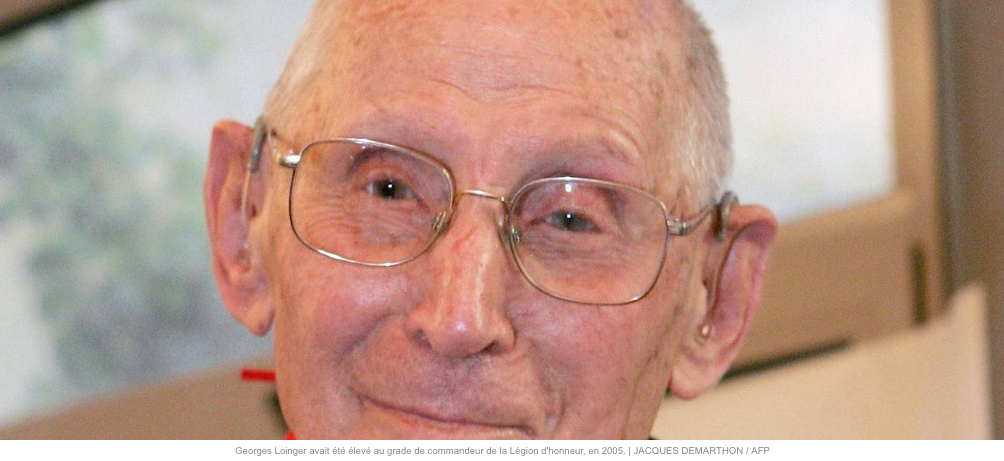 Georges Loinger avait été élevé au grade de commandeur de la Légion d'honneur, en 2005. | JACQUES DEMARTHON / AFP